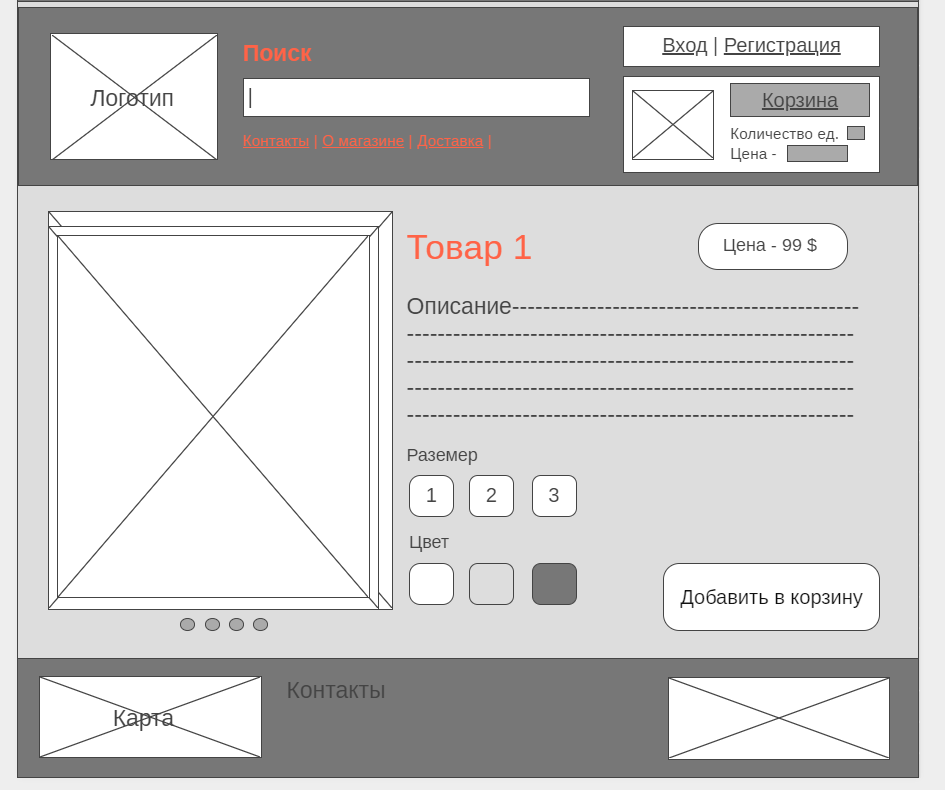 Логотип
Поиск
|
Контакты | О магазине | Доставка |
Вход | Регистрация
Корзина
Количество ед.
Цена -
Товар 1
Цена - 99 $
Описание---------------------------------------------
----------------------------------------------------------
----------------------------------------------------------
----------------------------------------------------------
----------------------------------------------------------
Раземер
1 2 3
Цвет
Добавить в корзину
Карта
Контакты